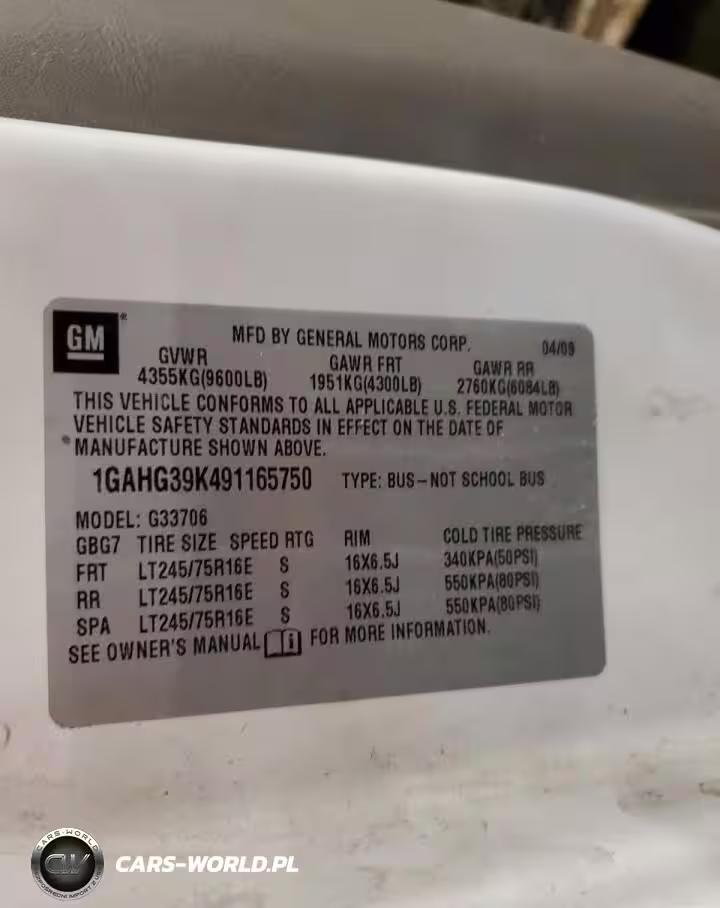 GM
MFD BY GENERAL MOTORS CORP. 04/09
GVWR GAWR FRT GAWR RR
4355KG(9600LB) 1951KG(4300LB) 2760KG(6084LB)
THIS VEHICLE CONFORMS TO ALL APPLICABLE U.S. FEDERAL MOTOR
VEHICLE SAFETY STANDARDS IN EFFECT ON THE DATE OF
MANUFACTURE SHOWN ABOVE.
1GAHG39K491165750 TYPE: BUS-NOT SCHOOL BUS
MODEL: G33706
GBG7 TIRE SIZE SPEED RTG RIM COLD TIRE PRESSURE
FRT LT245/75R16E S 16X6.5J 340KPA(50PSI)
RR LT245/75R16E S 16X6.5J 550KPA(80PSI)
SPA LT245/75R16E S 16X6.5J 550KPA(80PSI)
SEE OWNER'S MANUAL i FOR MORE INFORMATION.
CARS-WORLD
CW
CARS-WORLD.PL